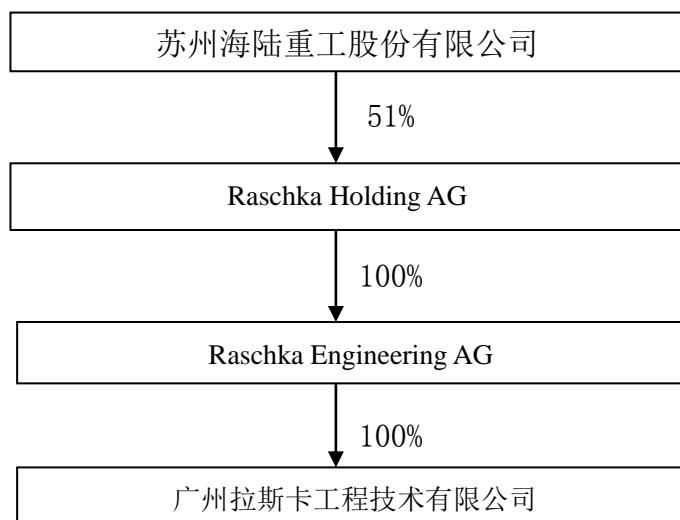 苏州海陆重工股份有限公司
51%
Raschka Holding AG
100%
Raschka Engineering AG
100%
广州拉斯卡工程技术有限公司